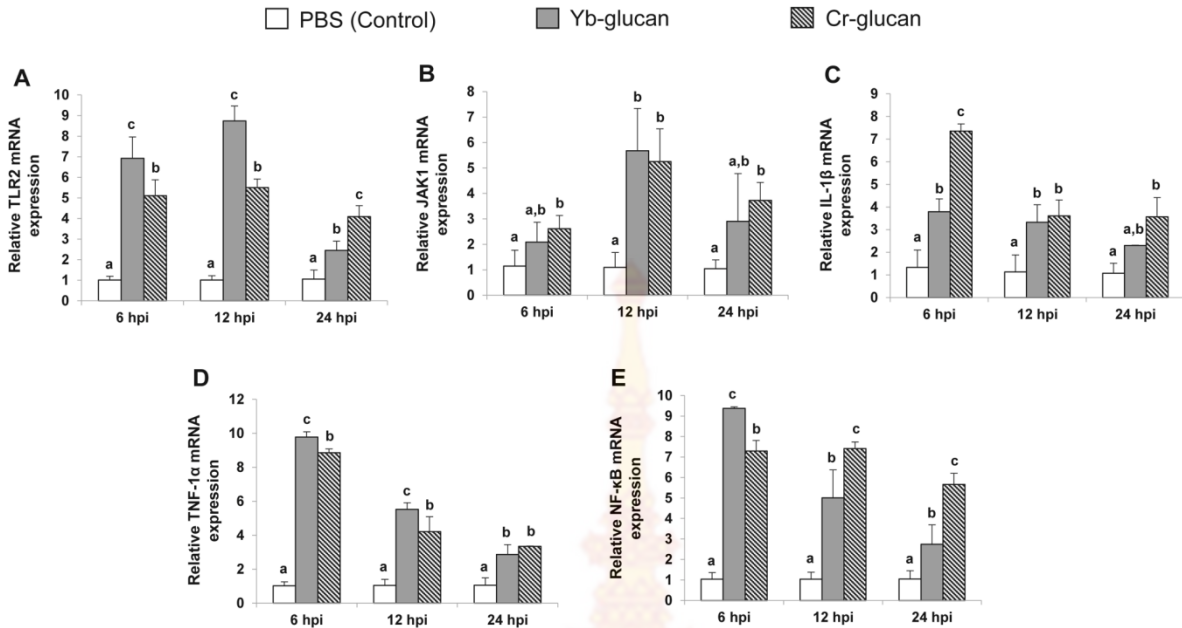 PBS (Control) Yb-glucan Cr-glucan
A
Relative TLR2 mRNA
expression
10
9
8
7
6
5
4
3
2
1
0
a c b
a c b
a b c
6 hpi 12 hpi 24 hpi
B
Relative JAK1 mRNA
expression
8
7
6
5
4
3
2
1
0
a a,b b
a b b
a a,b b
6 hpi 12 hpi 24 hpi
C
Relative IL-1β mRNA
expression
9
8
7
6
5
4
3
2
1
0
a b c
a b b
a a,b b
6 hpi 12 hpi 24 hpi
D
Relative TNF-1α mRNA
expression
12
10
8
6
4
2
0
a c b
a c b
a b b
6 hpi 12 hpi 24 hpi
E
Relative NF-κB mRNA
expression
10
9
8
7
6
5
4
3
2
1
0
a c b
a b c
a b c
6 hpi 12 hpi 24 hpi